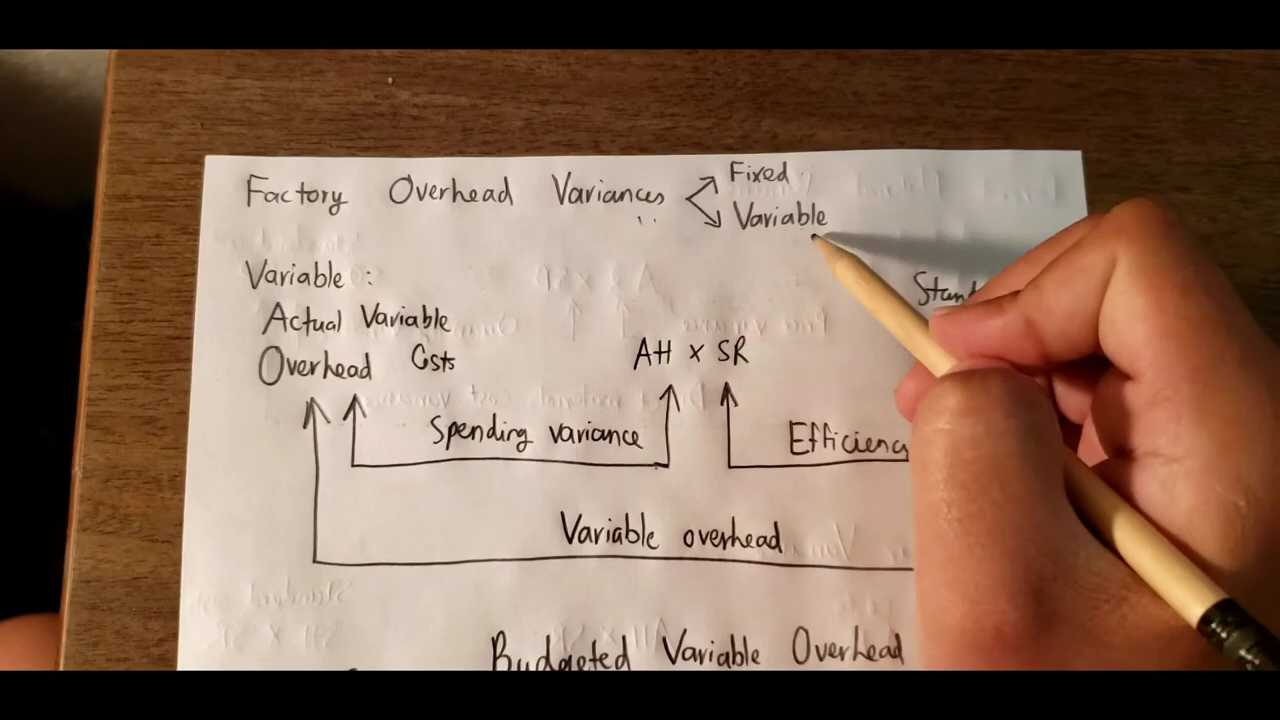 Factory Overhead Variances
Fixed
Variable
Variable :
Actual Variable
Overhead Csts
AH x SR
Spending variance
Variable overhead
Budgeted Variable Overhead